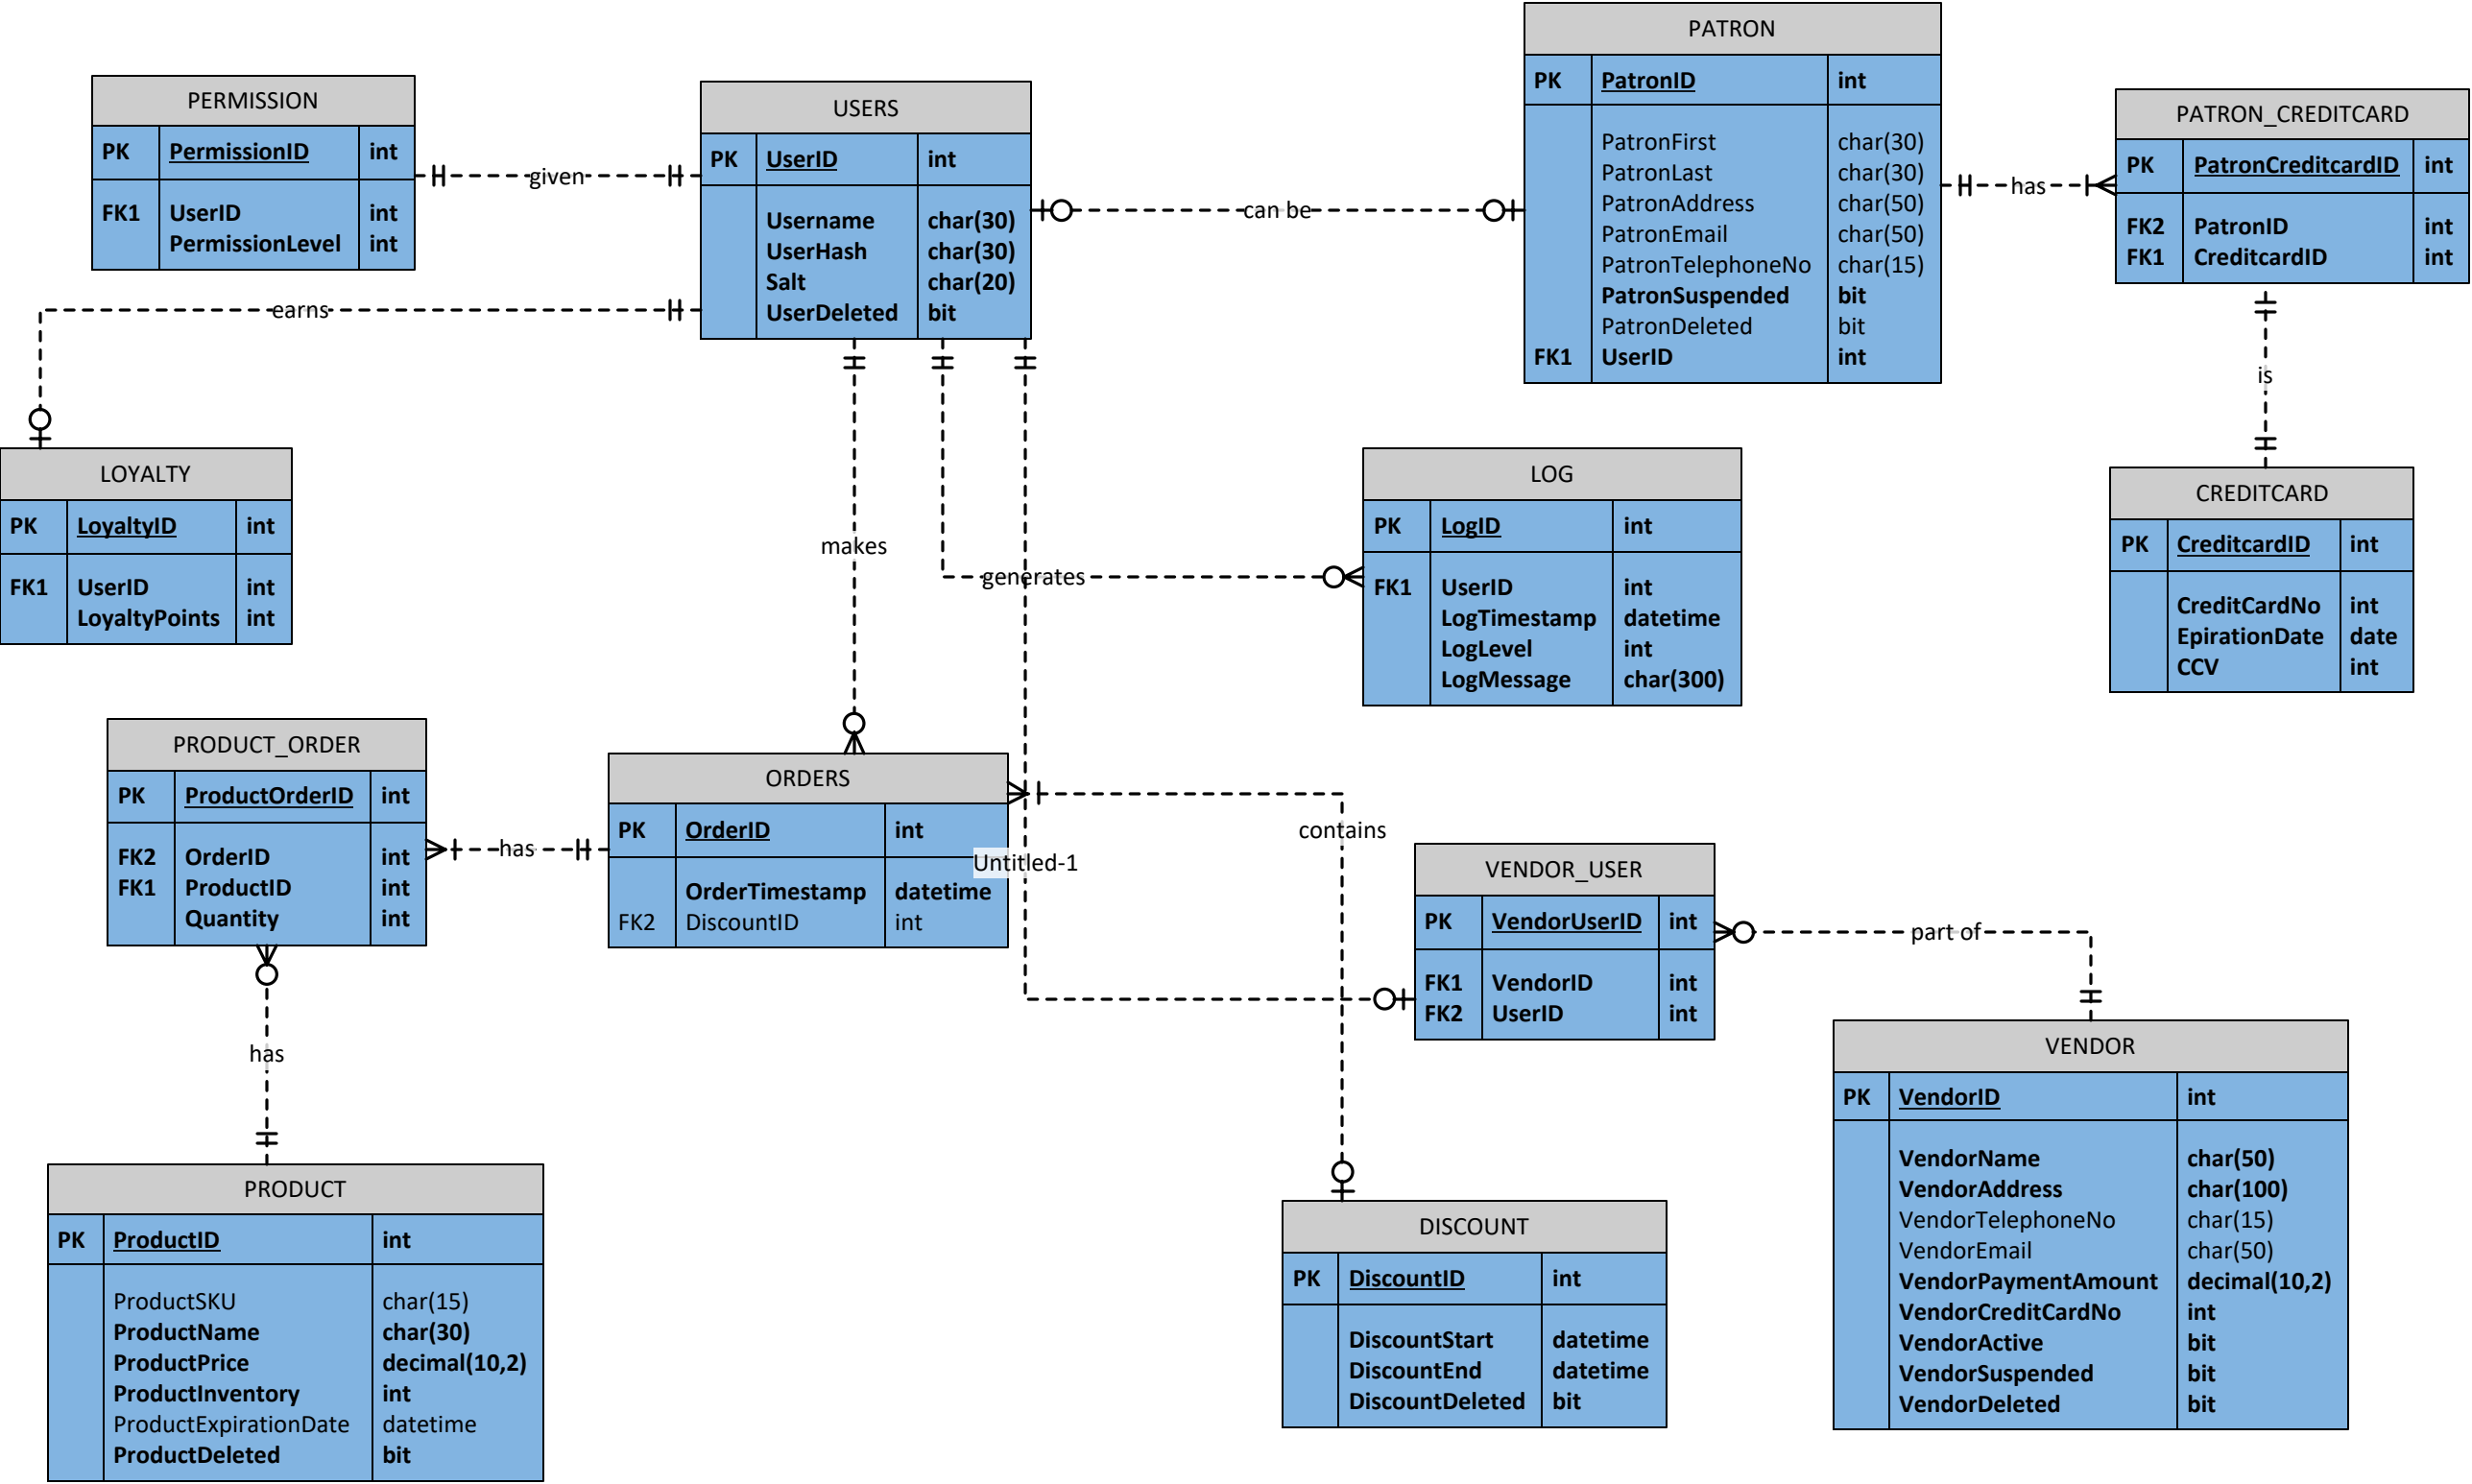 PERMISSION
PK PermissionID int
FK1 UserID int
PermissionLevel int
given
USERS
PK UserID int
Username char(30)
UserHash char(30)
Salt char(20)
UserDeleted bit
can be
PATRON
PK PatronID int
PatronFirst char(30)
PatronLast char(30)
PatronAddress char(50)
PatronEmail char(50)
PatronTelephoneNo char(15)
PatronSuspended bit
PatronDeleted bit
FK1 UserID int
has
PATRON_CREDITCARD
PK PatronCreditcardID int
FK2 PatronID int
FK1 CreditcardID int
is
CREDITCARD
PK CreditcardID int
CreditCardNo int
EpirationDate date
CCV int
earns
LOYALTY
PK LoyaltyID int
FK1 UserID int
LoyaltyPoints int
makes
generates
LOG
PK LogID int
FK1 UserID int
LogTimestamp datetime
LogLevel int
LogMessage char(300)
PRODUCT_ORDER
PK ProductOrderID int
FK2 OrderID int
FK1 ProductID int
Quantity int
has
ORDERS
PK OrderID int
OrderTimestamp datetime
FK2 DiscountID int
Untitled-1
contains
VENDOR_USER
PK VendorUserID int
FK1 VendorID int
FK2 UserID int
part of
VENDOR
PK VendorID int
VendorName char(50)
VendorAddress char(100)
VendorTelephoneNo char(15)
VendorEmail char(50)
VendorPaymentAmount decimal(10,2)
VendorCreditCardNo int
VendorActive bit
VendorSuspended bit
VendorDeleted bit
has
PRODUCT
PK ProductID int
ProductSKU char(15)
ProductName char(30)
ProductPrice decimal(10,2)
ProductInventory int
ProductExpirationDate datetime
ProductDeleted bit
DISCOUNT
PK DiscountID int
DiscountStart datetime
DiscountEnd datetime
DiscountDeleted bit